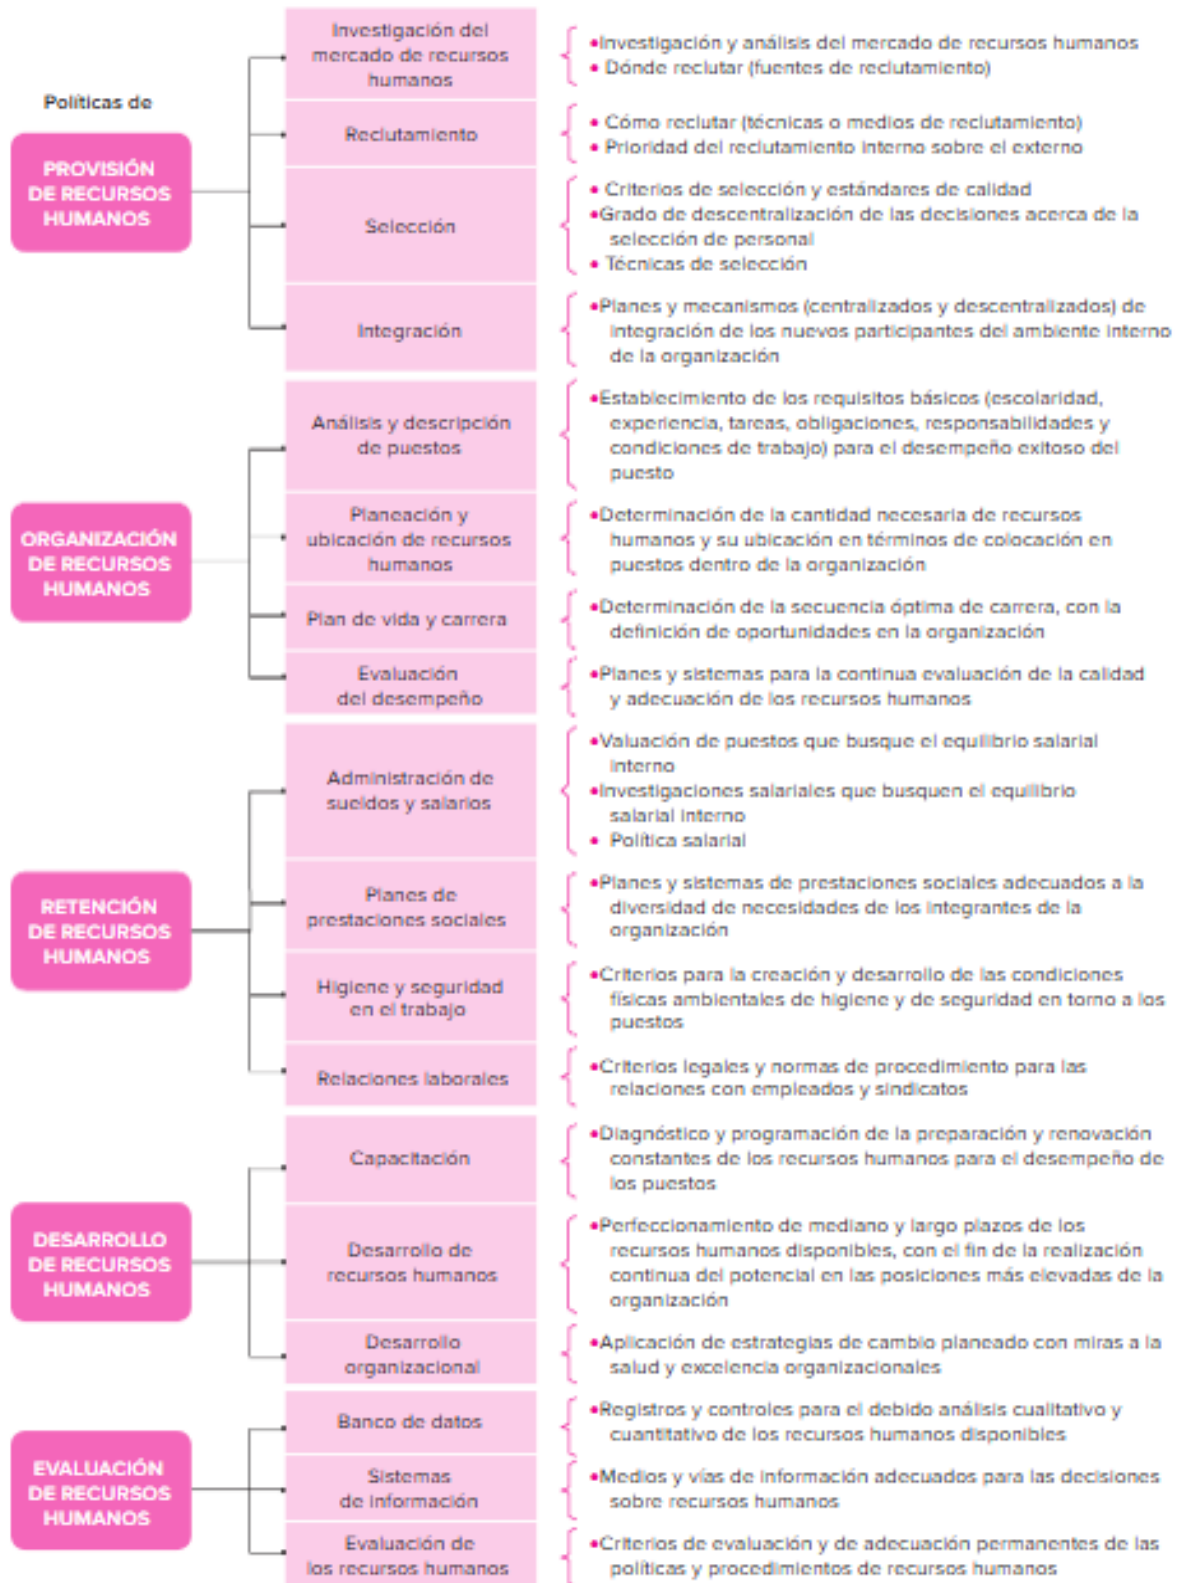 Políticas de
PROVISIÓN
DE RECURSOS
HUMANOS
Investigación del
mercado de recursos
humanos
•Investigación y análisis del mercado de recursos humanos
• Dónde reclutar (fuentes de reclutamiento)
Reclutamiento
• Cómo reclutar (técnicas o medios de reclutamiento)
• Prioridad del reclutamiento interno sobre el externo
Selección
• Criterios de selección y estándares de calidad
•Grado de descentralización de las decisiones acerca de la
selección de personal
• Técnicas de selección
Integración
•Planes y mecanismos (centralizados y descentralizados) de
integración de los nuevos participantes del ambiente interno
de la organización
ORGANIZACIÓN
DE RECURSOS
HUMANOS
Análisis y descripción
de puestos
•Establecimiento de los requisitos básicos (escolaridad,
experiencia, tareas, obligaciones, responsabilidades y
condiciones de trabajo) para el desempeño exitoso del
puesto
Planeación y
ubicación de recursos
humanos
•Determinación de la cantidad necesaria de recursos
humanos y su ubicación en términos de colocación en
puestos dentro de la organización
Plan de vida y carrera
•Determinación de la secuencia óptima de carrera, con la
definición de oportunidades en la organización
Evaluación
del desempeño
•Planes y sistemas para la continua evaluación de la calidad
y adecuación de los recursos humanos
RETENCIÓN
DE RECURSOS
HUMANOS
Administración de
sueldos y salarios
•Valuación de puestos que busque el equilibrio salarial
interno
•Investigaciones salariales que busquen el equilibrio
salarial interno
• Política salarial
Planes de
prestaciones sociales
•Planes y sistemas de prestaciones sociales adecuados a la
diversidad de necesidades de los integrantes de la
organización
Higiene y seguridad
en el trabajo
•Criterios para la creación y desarrollo de las condiciones
físicas ambientales de higiene y de seguridad en torno a los
puestos
Relaciones laborales
•Criterios legales y normas de procedimiento para las
relaciones con empleados y sindicatos
DESARROLLO
DE RECURSOS
HUMANOS
Capacitación
•Diagnóstico y programación de la preparación y renovación
constantes de los recursos humanos para el desempeño de
los puestos
Desarrollo de
recursos humanos
•Perfeccionamiento de mediano y largo plazos de los
recursos humanos disponibles, con el fin de la realización
continua del potencial en las posiciones más elevadas de la
organización
Desarrollo
organizacional
•Aplicación de estrategias de cambio planeado con miras a la
salud y excelencia organizacionales
EVALUACIÓN
DE RECURSOS
HUMANOS
Banco de datos
•Registros y controles para el debido análisis cualitativo y
cuantitativo de los recursos humanos disponibles
Sistemas
de información
•Medios y vías de información adecuados para las decisiones
sobre recursos humanos
Evaluación de
los recursos humanos
•Criterios de evaluación y de adecuación permanentes de las
políticas y procedimientos de recursos humanos